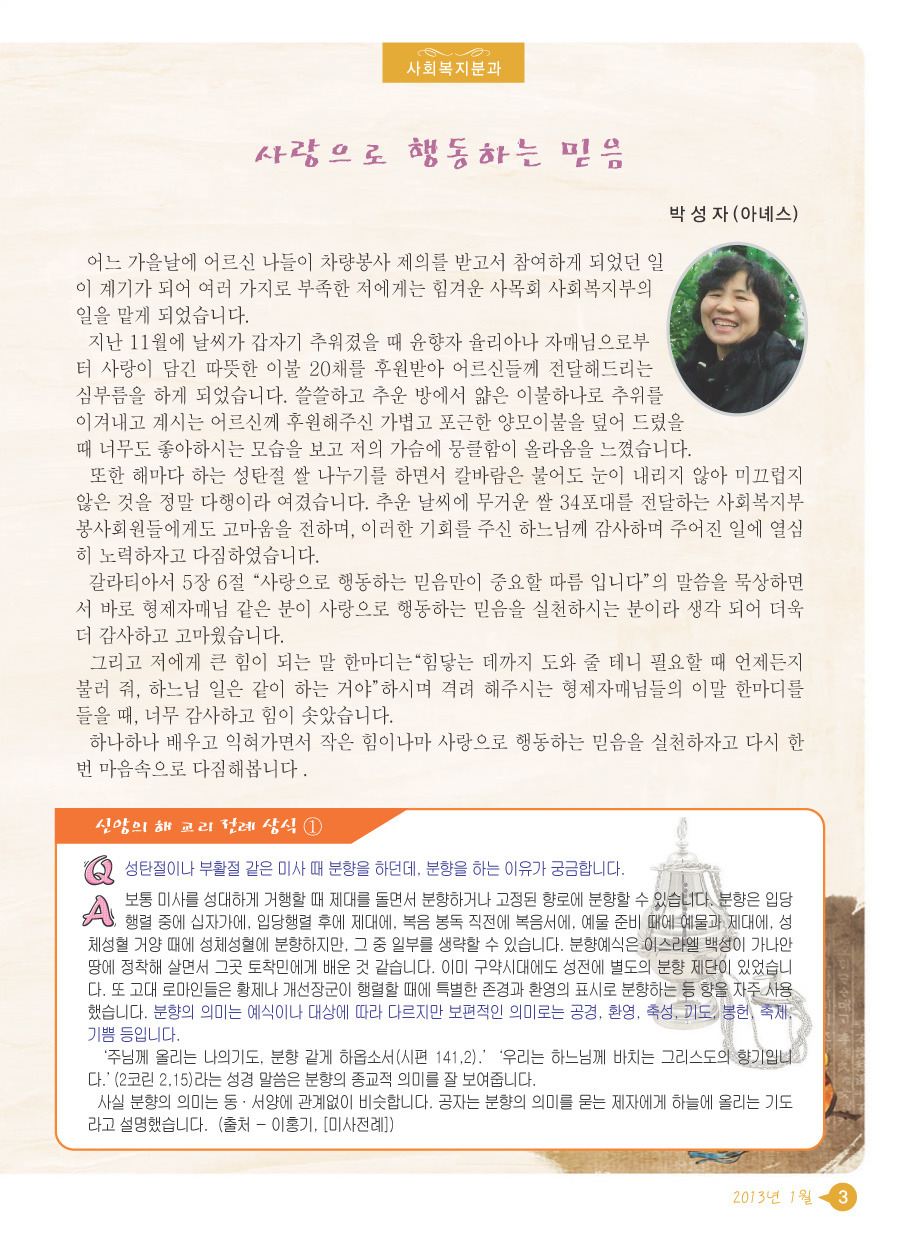 사회복지분과
사랑으로 행동하는 믿음
박 성 자 (아녜스)
어느 가을날에 어르신 나들이 차량봉사 제의를 받고서 참여하게 되었던 일
이 계기가 되어 여러 가지로 부족한 저에게는 힘겨운 사목회 사회복지부의
일을 맡게 되었습니다.
지난 11월에 날씨가 갑자기 추워졌을 때 윤향자 율리아나 자매님으로부
터 사랑이 담긴 따뜻한 이불 20채를 후원받아 어르신들께 전달해드리는
심부름을 하게 되었습니다. 쓸쓸하고 추운 방에서 얇은 이불하나로 추위를
이겨내고 계시는 어르신께 후원해주신 가볍고 포근한 양모이불을 덮어 드렸을
때 너무도 좋아하시는 모습을 보고 저의 가슴에 뭉클함이 올라옴을 느꼈습니다.
또한 해마다 하는 성탄절 쌀 나누기를 하면서 칼바람은 불어도 눈이 내리지 않아 미끄럽지
않은 것을 정말 다행이라 여겼습니다. 추운 날씨에 무거운 쌀 34포대를 전달하는 사회복지부
봉사회원들에게도 고마움을 전하며, 이러한 기회를 주신 하느님께 감사하며 주어진 일에 열심
히 노력하자고 다짐하였습니다.
갈라티아서 5장 6절 “사랑으로 행동하는 믿음만이 중요할 따름 입니다”의 말씀을 묵상하면
서 바로 형제자매님 같은 분이 사랑으로 행동하는 믿음을 실천하시는 분이라 생각 되어 더욱
더 감사하고 고마웠습니다.
그리고 저에게 큰 힘이 되는 말 한마디는“힘닿는 데까지 도와 줄 테니 필요할 때 언제든지
불러 줘, 하느님 일은 같이 하는 거야”하시며 격려 해주시는 형제자매님들의 이말 한마디를
들을 때, 너무 감사하고 힘이 솟았습니다.
하나하나 배우고 익혀가면서 작은 힘이나마 사랑으로 행동하는 믿음을 실천하자고 다시 한
번 마음속으로 다짐해봅니다 .
신앙의 해 교리 전례 상식 ①
Q 성탄절이나 부활절 같은 미사 때 분향을 하던데, 분향을 하는 이유가 궁금합니다.
A 보통 미사를 성대하게 거행할 때 제대를 돌면서 분향하거나 고정된 향로에 분향할 수 있습니다. 분향은 입당
행렬 중에 십자가에, 입당행렬 후에 제대에, 복음 봉독 직전에 복음서에, 예물 준비 때에 예물과 제대에, 성
체성혈 거양 때에 성체성혈에 분향하지만, 그 중 일부를 생략할 수 있습니다. 분향예식은 이스라엘 백성이 가나안
땅에 정착해 살면서 그곳 토착민에게 배운 것 같습니다. 이미 구약시대에도 성전에 별도의 분향 제단이 있었습니
다. 또 고대 로마인들은 황제나 개선장군이 행렬할 때에 특별한 존경과 환영의 표시로 분향하는 등 향을 자주 사용
했습니다. 분향의 의미는 예식이나 대상에 따라 다르지만 보편적인 의미로는 공경, 환영, 축성, 기도, 봉헌, 축제,
기쁨 등입니다.
‘주님께 올리는 나의기도, 분향 같게 하옵소서(시편 141,2).’ ‘우리는 하느님께 바치는 그리스도의 향기입니
다.’ (2코린 2,15)라는 성경 말씀은 분향의 종교적 의미를 잘 보여줍니다.
사실 분향의 의미는 동 · 서양에 관계없이 비슷합니다. 공자는 분향의 의미를 묻는 제자에게 하늘에 올리는 기도
라고 설명했습니다. (출처 – 이홍기, [미사전례])
2013년 1월 3